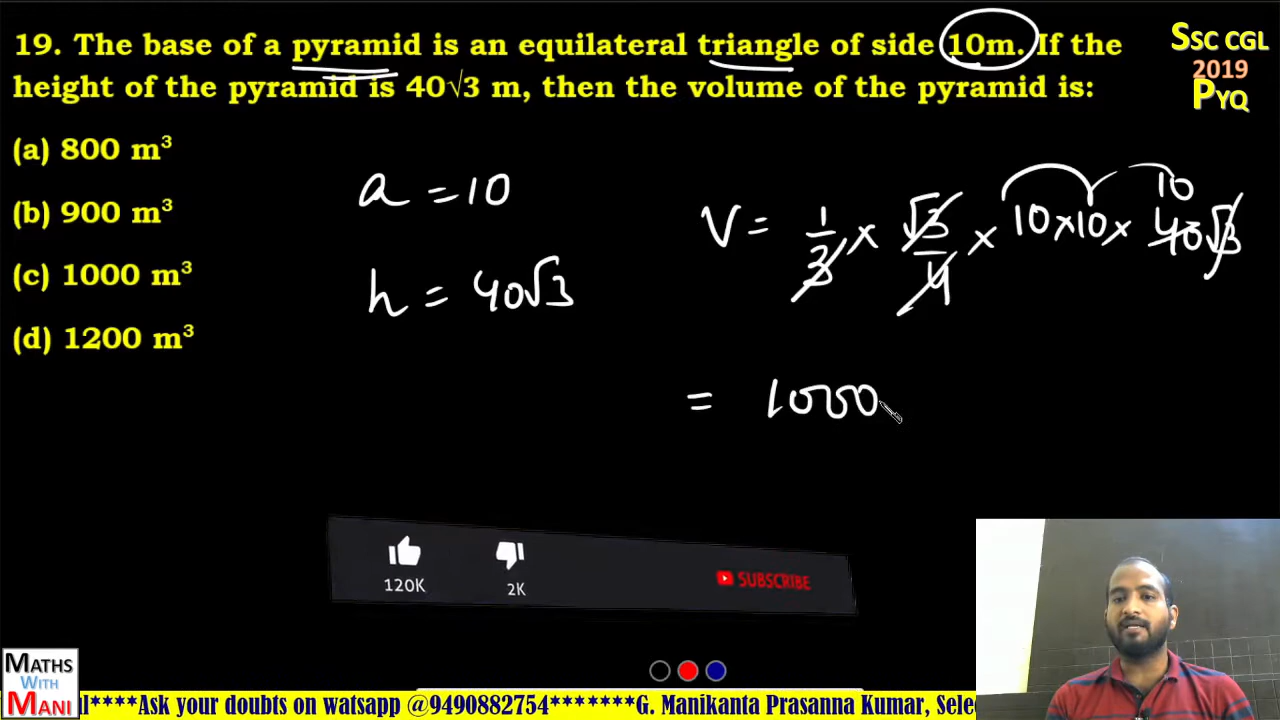 19. The base of a pyramid is an equilateral triangle of side 10m. If the
height of the pyramid is 40√3 m, then the volume of the pyramid is:
SSC CGL
2019
PYQ
(a) 800 m³
(b) 900 m³
(c) 1000 m³
(d) 1200 m³
a = 10
h = 40√3
V = 1/3 × √3/4 × 10×10 × 40√3
10
= 1000
120K
2K
SUBSCRIBE
MATHS
WITH
MANI
ll****Ask your doubts on watsapp @9490882754*******G. Manikanta Prasanna Kumar, Selec